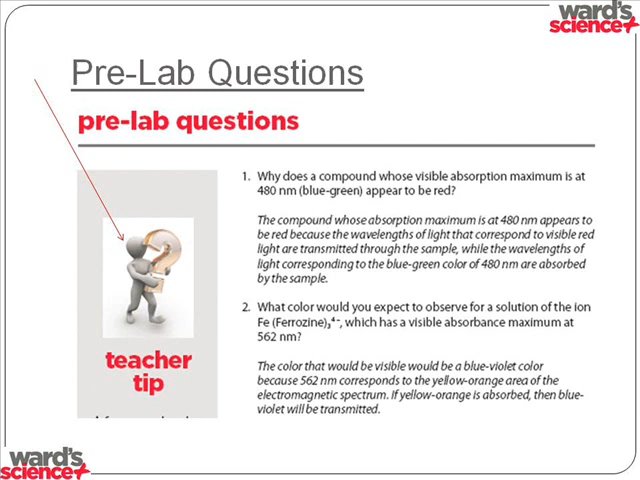 ward's
science+
Pre-Lab Questions
pre-lab questions
1. Why does a compound whose visible absorption maximum is at
480 nm (blue-green) appear to be red?
The compound whose absorption maximum is at 480 nm appears to
be red because the wavelengths of light that correspond to visible red
light are transmitted through the sample, while the wavelengths of
light corresponding to the blue-green color of 480 nm are absorbed
by the sample.
2. What color would you expect to observe for a solution of the ion
Fe (Ferrozine)₃⁴⁻, which has a visible absorbance maximum at
562 nm?
The color that would be visible would be a blue-violet color
because 562 nm corresponds to the yellow-orange area of the
electromagnetic spectrum. If yellow-orange is absorbed, then blue-
violet will be transmitted.
teacher
tip
ward's
science+